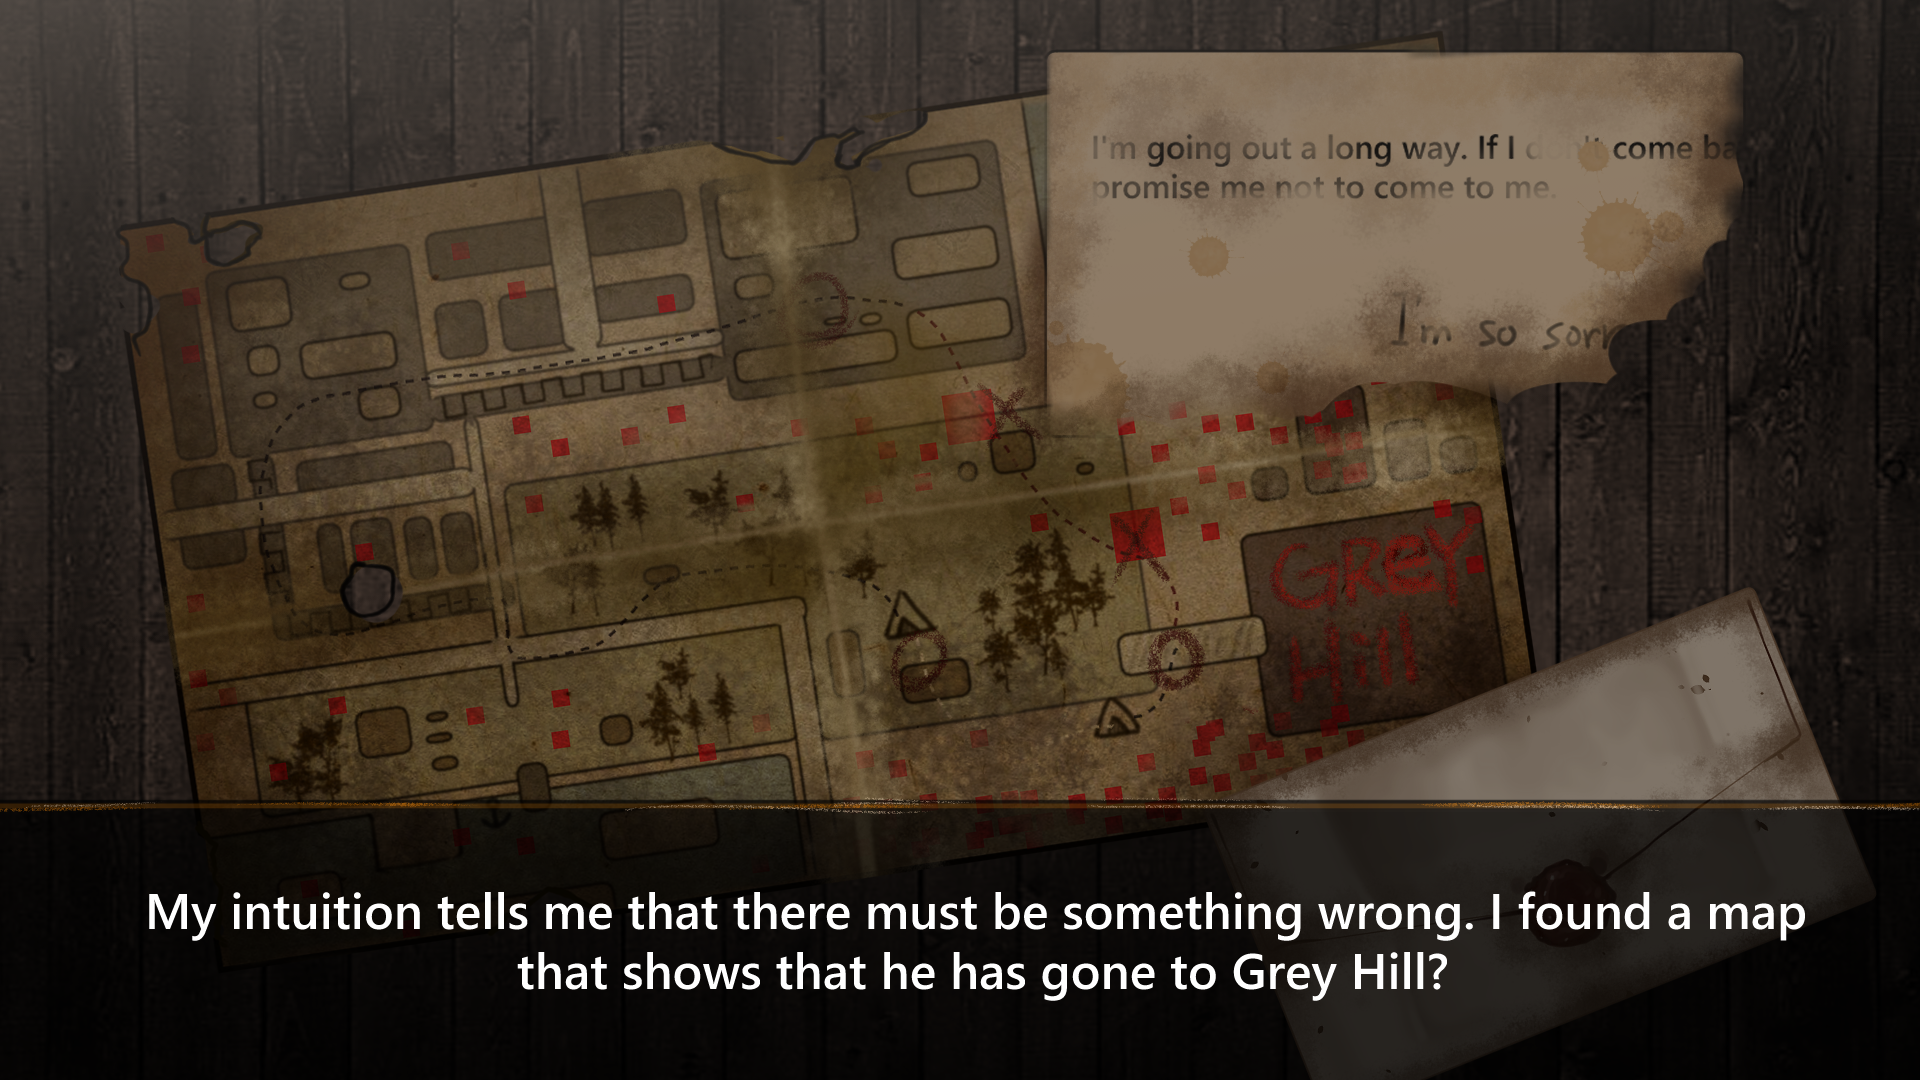 I'm going out a long way. If I don't come ba
promise me not to come to me.
I'm so sorr
GREY
Hill
My intuition tells me that there must be something wrong. I found a map
that shows that he has gone to Grey Hill?